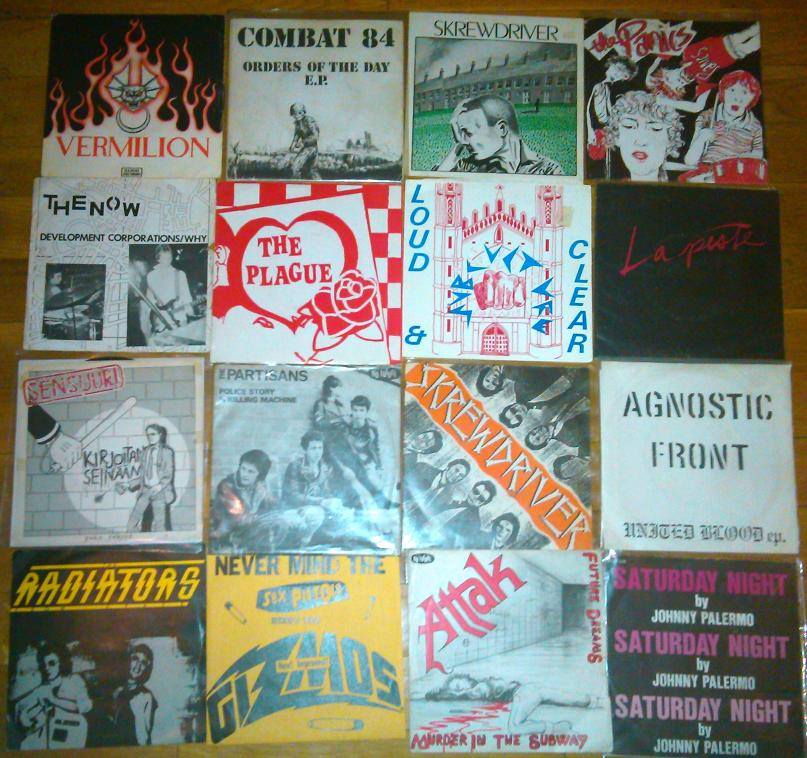 VERMILION
COMBAT 84
ORDERS OF THE DAY
E.P.
SKREWDRIVER
the Panics
THE NOW
DEVELOPMENT CORPORATIONS/WHY
THE
PLAGUE
LOUD
&
CLEAR
La peste
SENSUURI
KIRJOITAN
SEINÄÄN
THE PARTISANS
POLICE STORY
KILLING MACHINE
SKREWDRIVER
AGNOSTIC
FRONT
UNITED BLOOD ep.
RADIATORS
NEVER MIND THE
SEX PISTOLS
GIZMOS
Attak
FUTURE DREAMS
MURDER IN THE SUBWAY
SATURDAY NIGHT
by
JOHNNY PALERMO
SATURDAY NIGHT
by
JOHNNY PALERMO
SATURDAY NIGHT
by
JOHNNY PALERMO